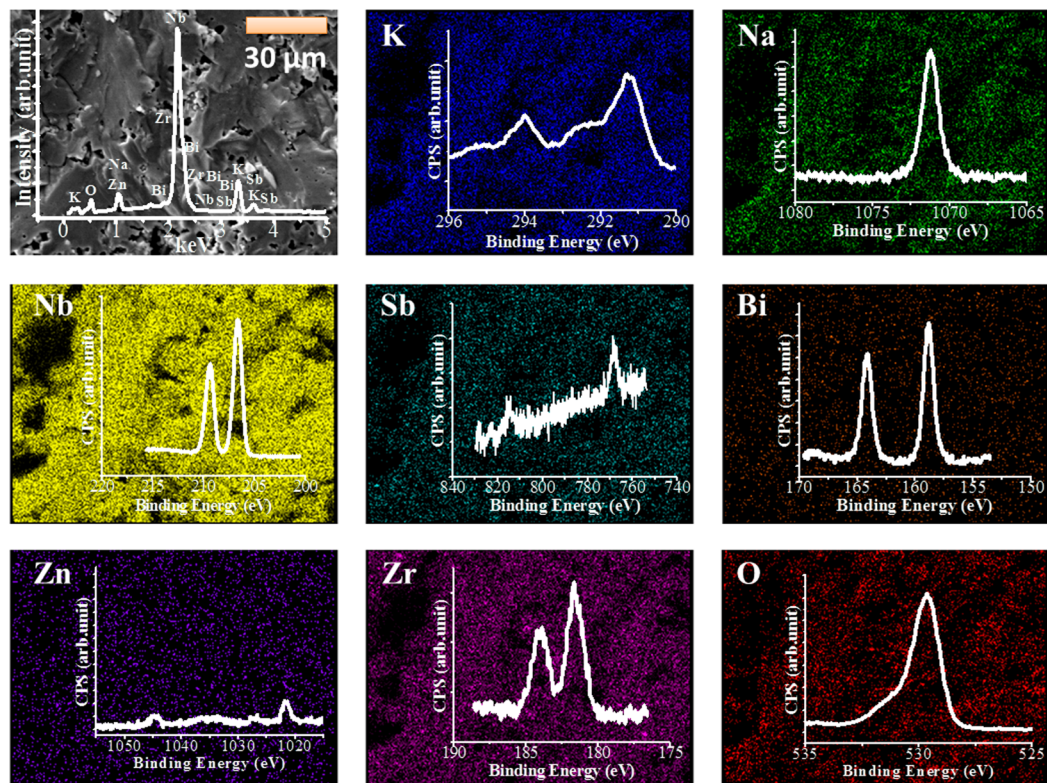 Nb
30 µm
Intensity (arb.unit)
Zr
Bi
Na
Zn
K O
Bi
Zr Bi
Nb Sb
Bi
K Sb
K Sb
0 1 2 3 4 5
keV
K
CPS (arb.unit)
296 294 292 290
Binding Energy (eV)
Na
CPS (arb.unit)
1080 1075 1070 1065
Binding Energy (eV)
Nb
CPS (arb.unit)
220 215 210 205 200
Binding Energy (eV)
Sb
CPS (arb.unit)
840 820 800 780 760 740
Binding Energy (eV)
Bi
CPS (arb.unit)
170 165 160 155 150
Binding Energy (eV)
Zn
CPS (arb.unit)
1050 1040 1030 1020
Binding Energy (eV)
Zr
CPS (arb.unit)
190 185 180 175
Binding Energy (eV)
O
CPS (arb.unit)
535 530 525
Binding Energy (eV)